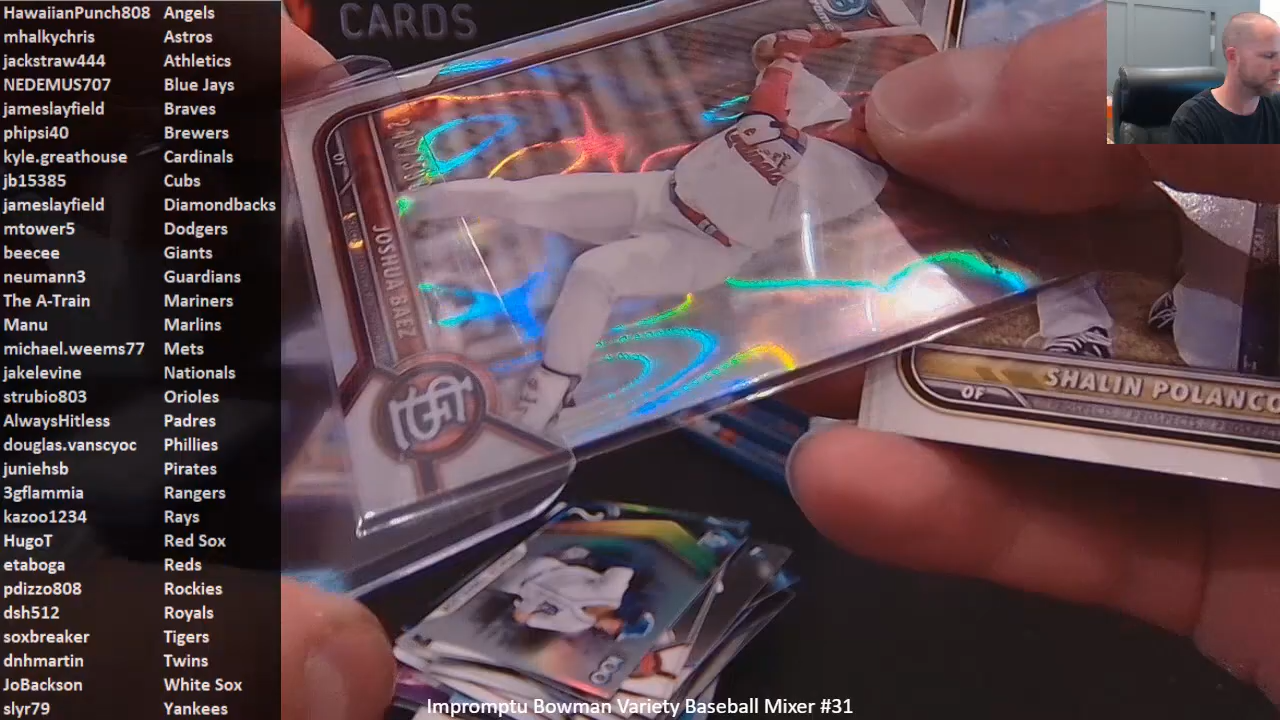 HawaiianPunch808 Angels
mhalkychris Astros
jackstraw444 Athletics
NEDEMUS707 Blue Jays
jameslayfield Braves
phipsi40 Brewers
kyle.greathouse Cardinals
jb15385 Cubs
jameslayfield Diamondbacks
mtower5 Dodgers
beecee Giants
neumann3 Guardians
The A-Train Mariners
Manu Marlins
michael.weems77 Mets
jakelevine Nationals
strubio803 Orioles
AlwaysHitless Padres
douglas.vanscyoc Phillies
juniehsb Pirates
3gflammia Rangers
kazoo1234 Rays
HugoT Red Sox
etaboga Reds
pdizzo808 Rockies
dsh512 Royals
soxbreaker Tigers
dnhmartin Twins
JoBackson White Sox
slyr79 Yankees
CARDS
Cardinals
OF
JOSHUA BAEZ
OF
SHALIN POLANCO
Impromptu Bowman Variety Baseball Mixer #31